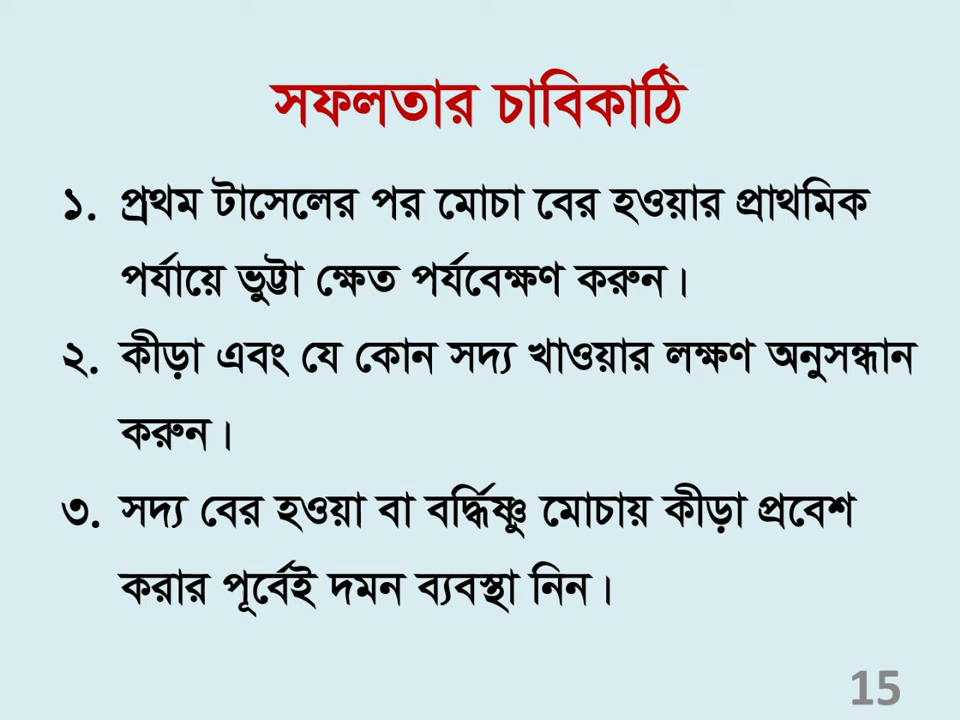 সফলতার চাবিকাঠি
১. প্রথম টাসেলের পর মোচা বের হওয়ার প্রাথমিক
পর্যায়ে ভুট্টা ক্ষেত পর্যবেক্ষণ করুন।
২. কীড়া এবং যে কোন সদ্য খাওয়ার লক্ষণ অনুসন্ধান
করুন।
৩. সদ্য বের হওয়া বা বর্দ্ধিষ্ণু মোচায় কীড়া প্রবেশ
করার পূর্বেই দমন ব্যবস্থা নিন।
15